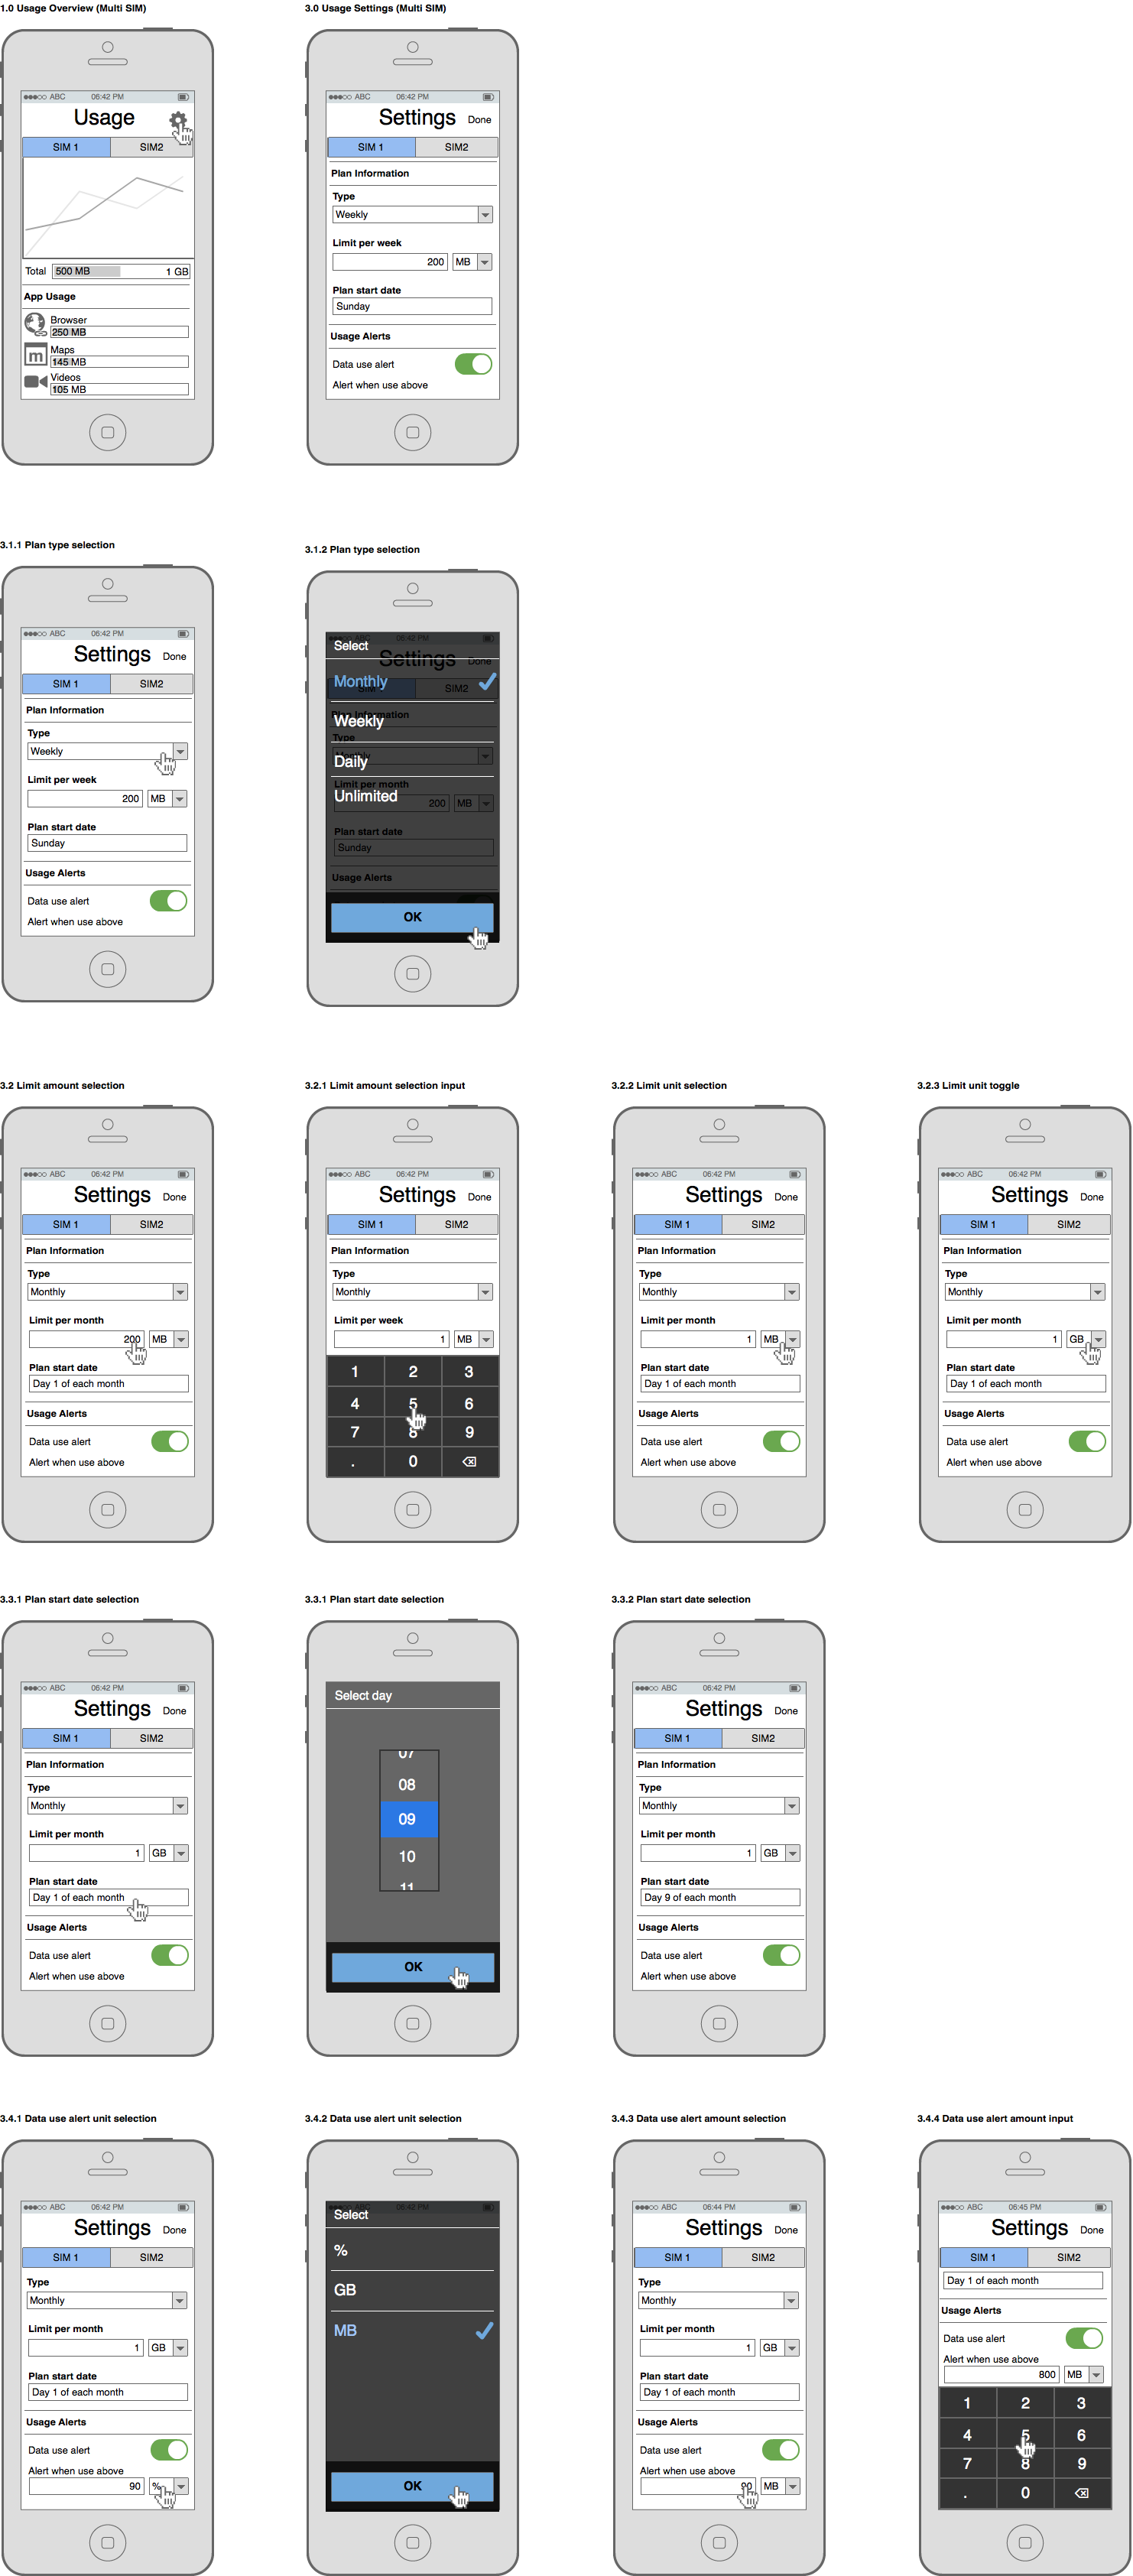 1.0 Usage Overview (Multi SIM)
3.0 Usage Settings (Multi SIM)
ABC 06:42 PM
Usage
SIM 1 SIM2
Total 500 MB 1 GB
App Usage
Browser
250 MB
m Maps
145 MB
Videos
105 MB
ABC 06:42 PM
Settings Done
SIM 1 SIM2
Plan Information
Type
Weekly
Limit per week
200 MB
Plan start date
Sunday
Usage Alerts
Data use alert
Alert when use above
3.1.1 Plan type selection
3.1.2 Plan type selection
ABC 06:42 PM
Settings Done
SIM 1 SIM2
Plan Information
Type
Weekly
Limit per week
200 MB
Plan start date
Sunday
Usage Alerts
Data use alert
Alert when use above
ABC 06:42 PM
Select
Settings Done
Monthly
SIM 1 SIM2
Plan Information
Weekly
Type
Monthly
Daily
Limit per month
Unlimited
200 MB
Plan start date
Sunday
Usage Alerts
OK
3.2 Limit amount selection
3.2.1 Limit amount selection input
3.2.2 Limit unit selection
3.2.3 Limit unit toggle
ABC 06:42 PM
Settings Done
SIM 1 SIM2
Plan Information
Type
Monthly
Limit per month
200 MB
Plan start date
Day 1 of each month
Usage Alerts
Data use alert
Alert when use above
ABC 06:42 PM
Settings Done
SIM 1 SIM2
Plan Information
Type
Monthly
Limit per week
1 MB
1 2 3
4 5 6
7 8 9
. 0
ABC 06:42 PM
Settings Done
SIM 1 SIM2
Plan Information
Type
Monthly
Limit per month
1 MB
Plan start date
Day 1 of each month
Usage Alerts
Data use alert
Alert when use above
ABC 06:42 PM
Settings Done
SIM 1 SIM2
Plan Information
Type
Monthly
Limit per month
1 GB
Plan start date
Day 1 of each month
Usage Alerts
Data use alert
Alert when use above
3.3.1 Plan start date selection
3.3.1 Plan start date selection
3.3.2 Plan start date selection
ABC 06:42 PM
Settings Done
SIM 1 SIM2
Plan Information
Type
Monthly
Limit per month
1 GB
Plan start date
Day 1 of each month
Usage Alerts
Data use alert
Alert when use above
Select day
07
08
09
10
11
OK
ABC 06:42 PM
Settings Done
SIM 1 SIM2
Plan Information
Type
Monthly
Limit per month
1 GB
Plan start date
Day 9 of each month
Usage Alerts
Data use alert
Alert when use above
3.4.1 Data use alert unit selection
3.4.2 Data use alert unit selection
3.4.3 Data use alert amount selection
3.4.4 Data use alert amount input
ABC 06:42 PM
Settings Done
SIM 1 SIM2
Type
Monthly
Limit per month
1 GB
Plan start date
Day 1 of each month
Usage Alerts
Data use alert
Alert when use above
90 %
ABC 06:42 PM
Select
%
GB
MB
OK
ABC 06:44 PM
Settings Done
SIM 1 SIM2
Type
Monthly
Limit per month
1 GB
Plan start date
Day 1 of each month
Usage Alerts
Data use alert
Alert when use above
90 MB
ABC 06:45 PM
Settings Done
SIM 1 SIM2
Day 1 of each month
Usage Alerts
Data use alert
Alert when use above
800 MB
1 2 3
4 5 6
7 8 9
. 0